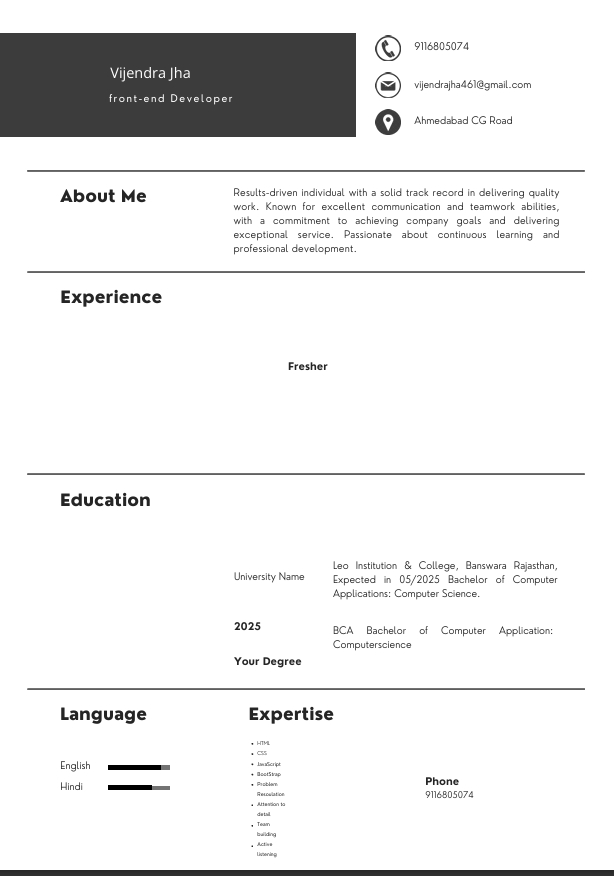 Vijendra Jha
front-end Developer
9116805074
vijendrajha461@gmail.com
Ahmedabad CG Road
About Me
Results-driven individual with a solid track record in delivering quality
work. Known for excellent communication and teamwork abilities,
with a commitment to achieving company goals and delivering
exceptional service. Passionate about continuous learning and
professional development.
Experience
Fresher
Education
University Name
Leo Institution & College, Banswara Rajasthan,
Expected in 05/2025 Bachelor of Computer
Applications: Computer Science.
2025
Your Degree
BCA Bachelor of Computer Application:
Computerscience
Language
English
Hindi
Expertise
HTML
CSS
JavaScript
BootStrap
Problem
Resoulation
Attention to
detail
Team
building
Active
listening
Phone
9116805074